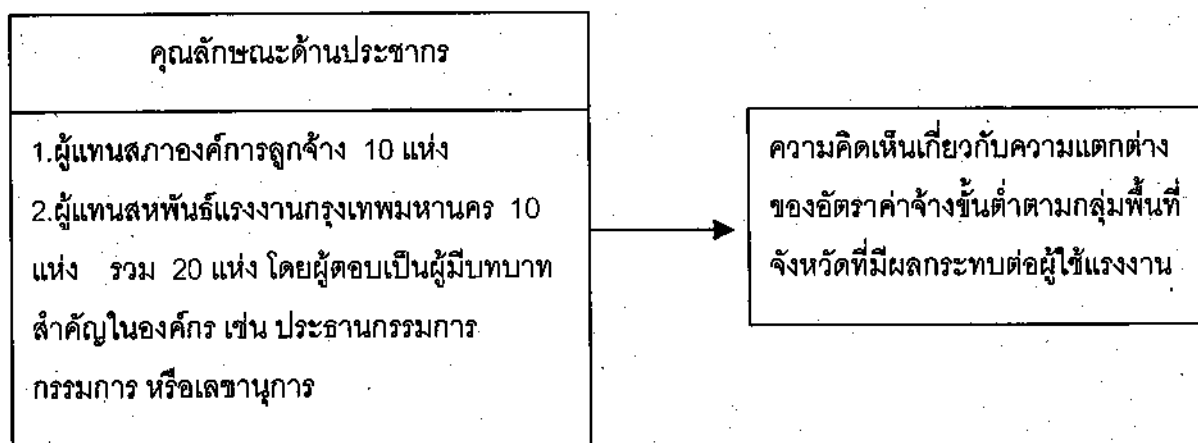 คุณลักษณะด้านประชากร
1.ผู้แทนสภาองค์การลูกจ้าง 10 แห่ง
2.ผู้แทนสหพันธ์แรงงานกรุงเทพมหานคร 10
แห่ง รวม 20 แห่ง โดยผู้ตอบเป็นผู้มีบทบาท
สำคัญในองค์กร เช่น ประธานกรรมการ
กรรมการ หรือเลขานุการ
ความคิดเห็นเกี่ยวกับความแตกต่าง
ของอัตราค่าจ้างขั้นต่ำตามกลุ่มพื้นที่
จังหวัดที่มีผลกระทบต่อผู้ใช้แรงงาน